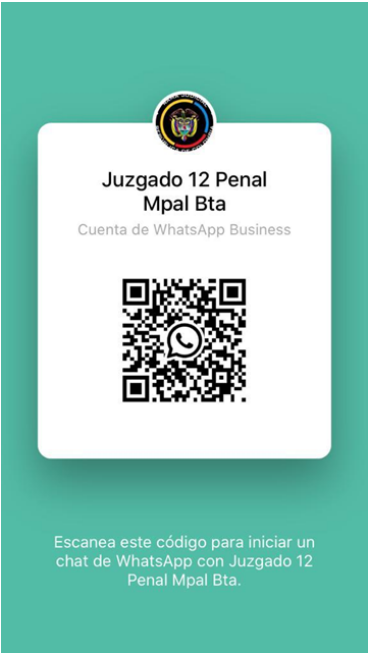 Juzgado 12 Penal
Mpal Bta
Cuenta de WhatsApp Business
Escanea este código para iniciar un
chat de WhatsApp con Juzgado 12
Penal Mpal Bta.